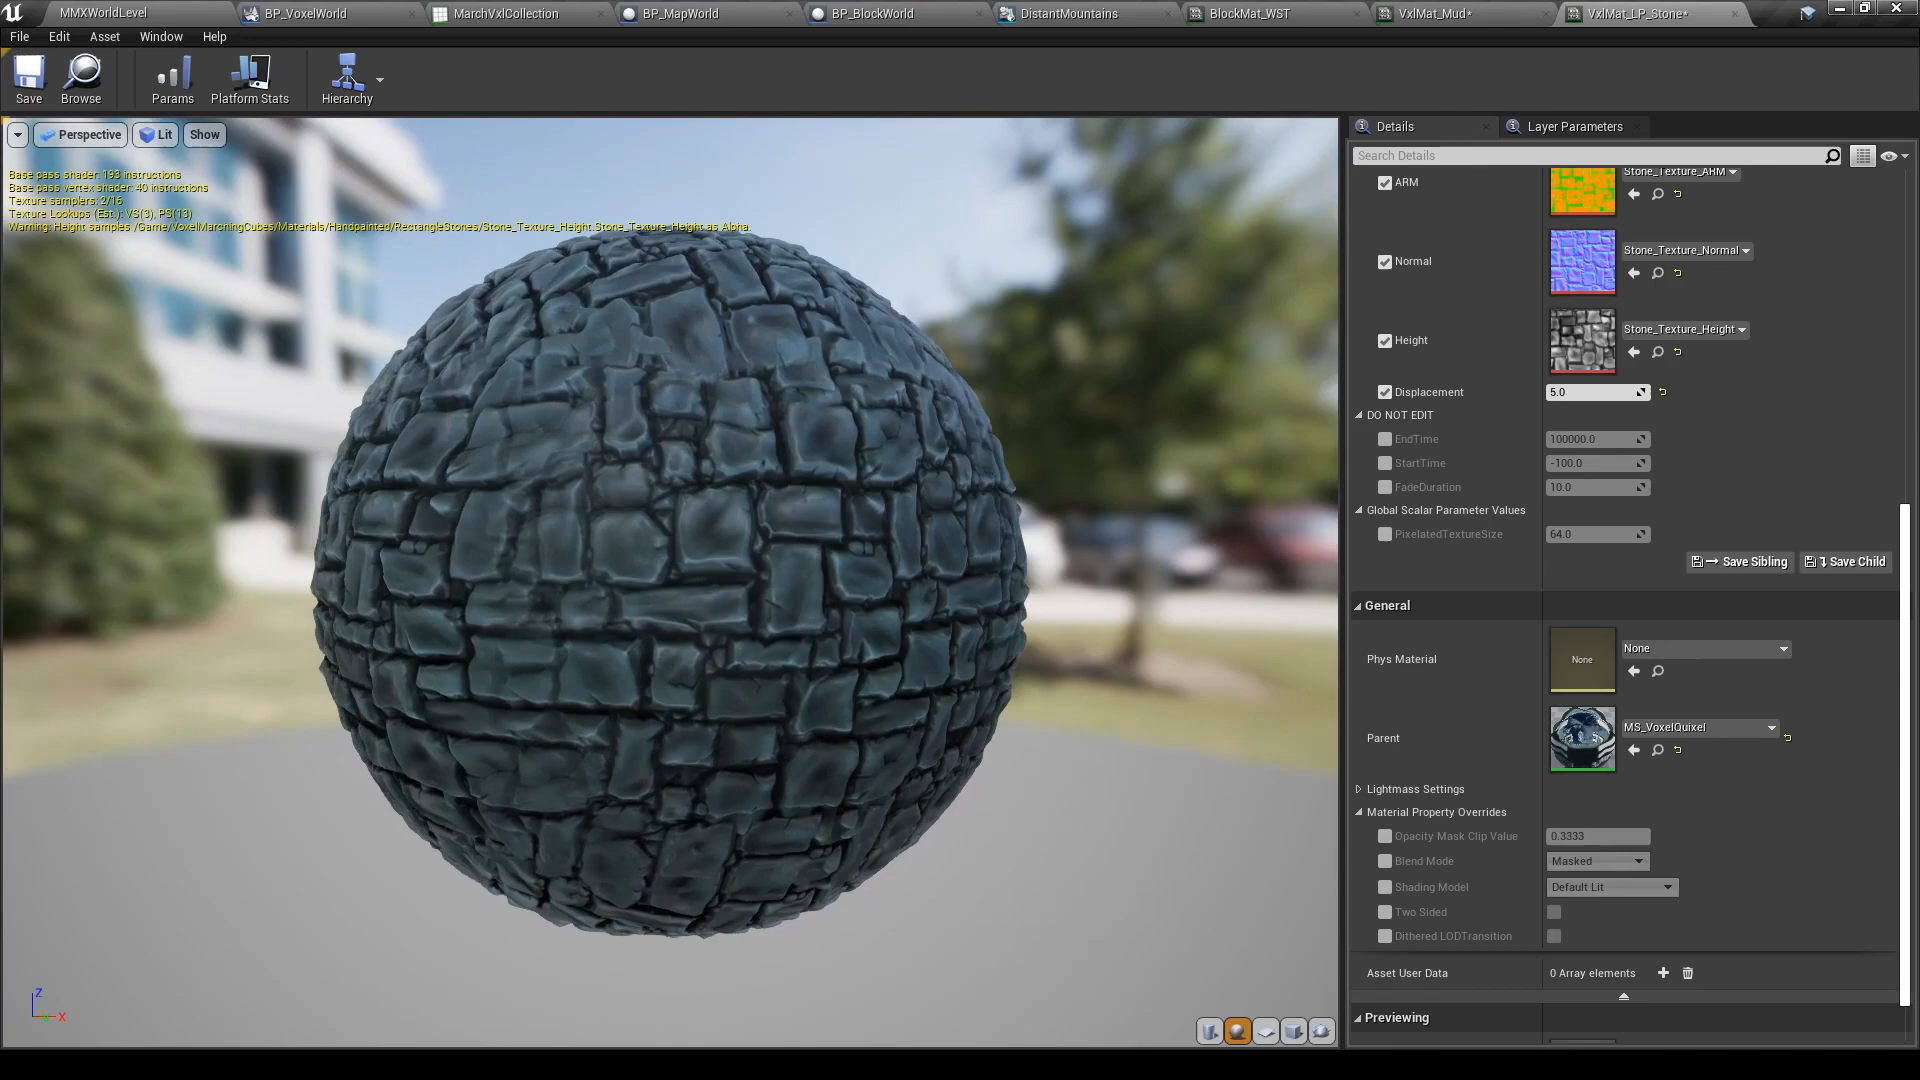 MMXWorldLevel
BP_VoxelWorld
MarchVxlCollection
BP_MapWorld
BP_BlockWorld
DistantMountains
BlockMat_WST
VxlMat_Mud*
VxlMat_LP_Stone*
File Edit Asset Window Help
Save
Browse
Params
Platform Stats
Hierarchy
Perspective
Lit
Show
Base pass shader: 193 instructions
Base pass vertex shader: 40 instructions
Texture samplers: 2/16
Texture Lookups (Est.): VS(3), PS(13)
Warning: Height samples /Game/VoxelMarchingCubes/Materials/Handpainted/RectangleStones/Stone_Texture_Height.Stone_Texture_Height as Alpha.
Z
X
Details
Layer Parameters
Search Details
ARM
Stone_Texture_ARM
Normal
Stone_Texture_Normal
Height
Stone_Texture_Height
Displacement
5.0
DO NOT EDIT
EndTime
100000.0
StartTime
-100.0
FadeDuration
10.0
Global Scalar Parameter Values
PixelatedTextureSize
64.0
Save Sibling
Save Child
General
Phys Material
None
None
Parent
MS_VoxelQuixel
Lightmass Settings
Material Property Overrides
Opacity Mask Clip Value
0.3333
Blend Mode
Masked
Shading Model
Default Lit
Two Sided
Dithered LODTransition
Asset User Data
0 Array elements
Previewing